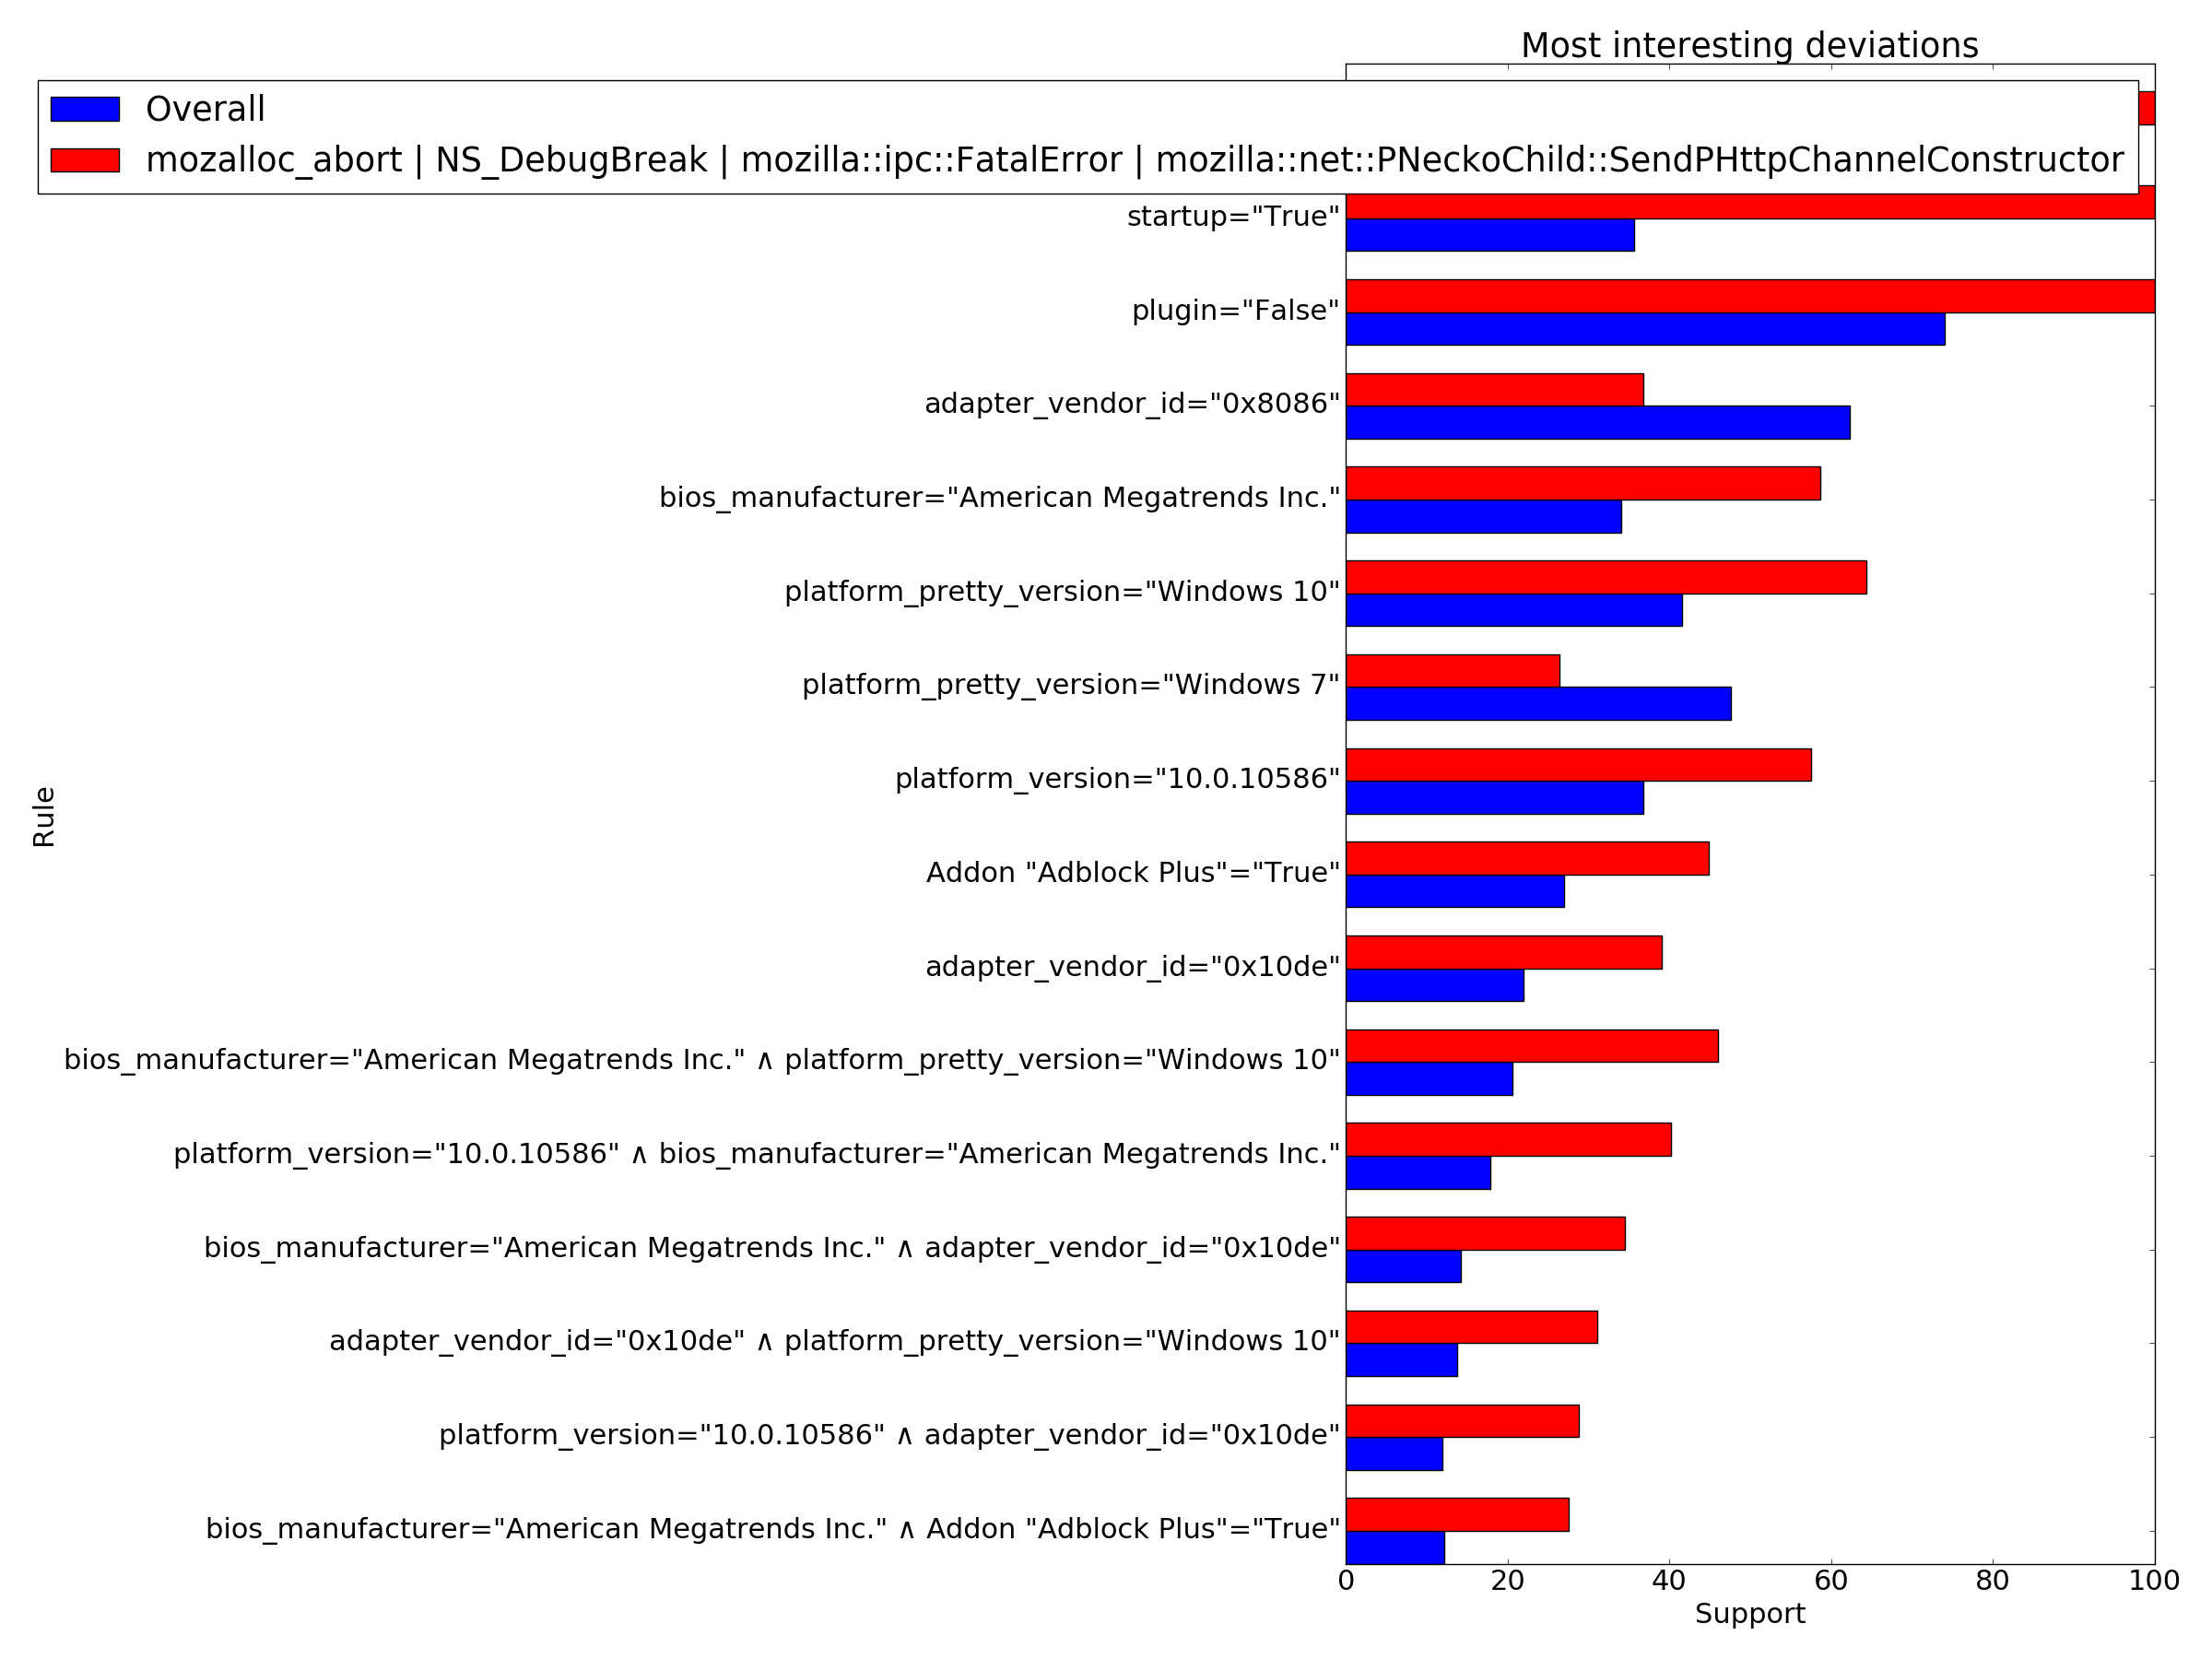 Most interesting deviations
Overall
mozalloc_abort | NS_DebugBreak | mozilla::ipc::FatalError | mozilla::net::PNeckoChild::SendPHttpChannelConstructor
startup="True"
plugin="False"
adapter_vendor_id="0x8086"
bios_manufacturer="American Megatrends Inc."
platform_pretty_version="Windows 10"
platform_pretty_version="Windows 7"
platform_version="10.0.10586"
Rule
Addon "Adblock Plus"="True"
adapter_vendor_id="0x10de"
bios_manufacturer="American Megatrends Inc." ∧ platform_pretty_version="Windows 10"
platform_version="10.0.10586" ∧ bios_manufacturer="American Megatrends Inc."
bios_manufacturer="American Megatrends Inc." ∧ adapter_vendor_id="0x10de"
adapter_vendor_id="0x10de" ∧ platform_pretty_version="Windows 10"
platform_version="10.0.10586" ∧ adapter_vendor_id="0x10de"
bios_manufacturer="American Megatrends Inc." ∧ Addon "Adblock Plus"="True"
0 20 40 60 80 100
Support